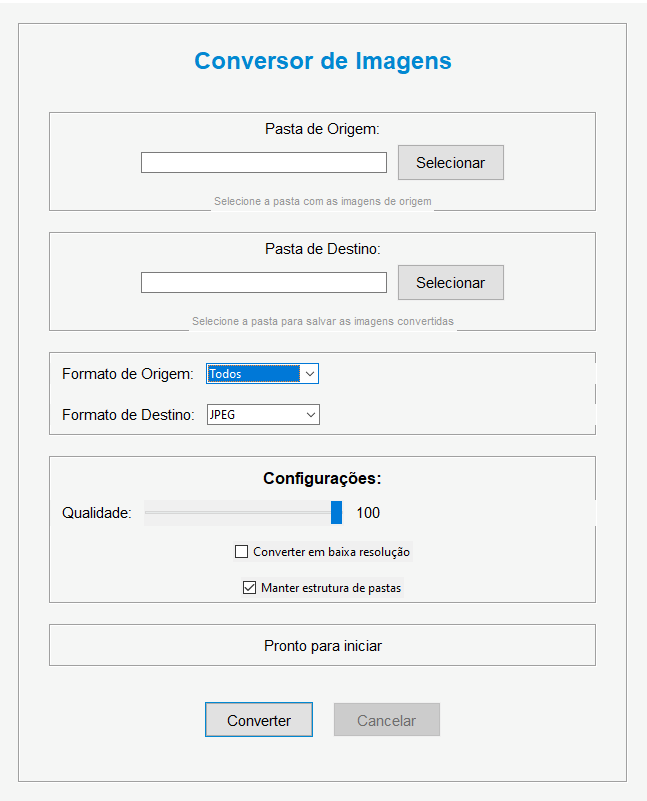 Conversor de Imagens
Pasta de Origem:
Selecionar
Selecione a pasta com as imagens de origem
Pasta de Destino:
Selecionar
Selecione a pasta para salvar as imagens convertidas
Formato de Origem: Todos
Formato de Destino: JPEG
Configurações:
Qualidade: 100
Converter em baixa resolução
Manter estrutura de pastas
Pronto para iniciar
Converter Cancelar